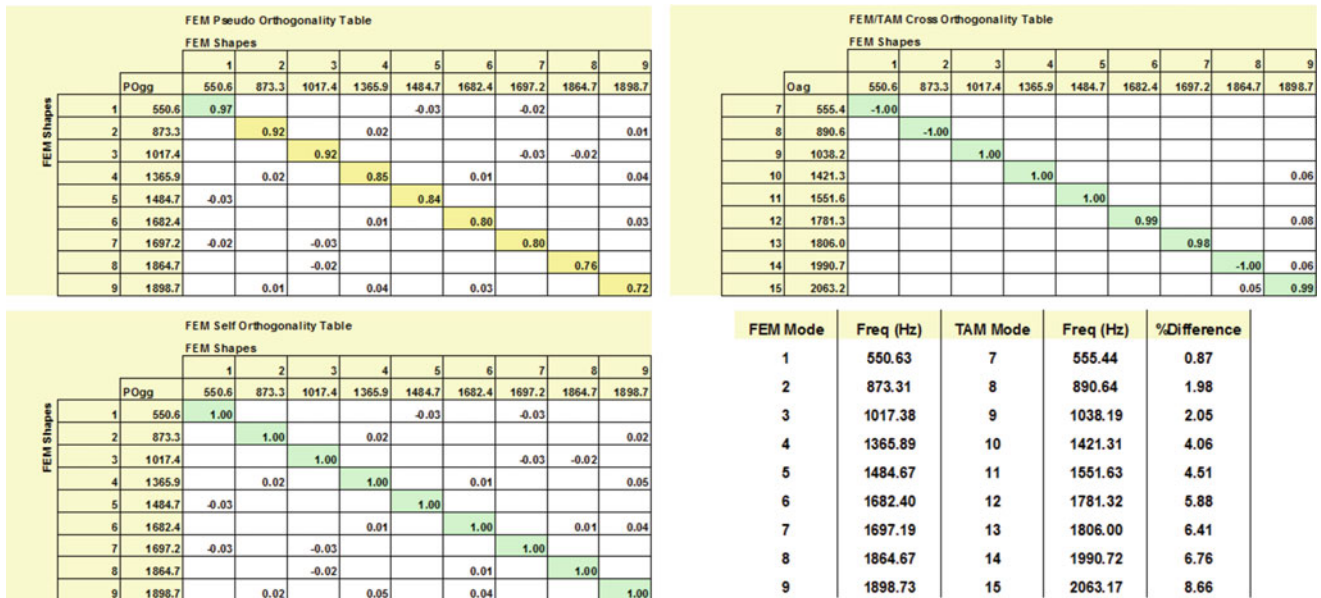 FEM Pseudo Orthogonality Table
FEM Shapes
1 2 3 4 5 6 7 8 9
POgg 550.6 873.3 1017.4 1365.9 1484.7 1682.4 1697.2 1864.7 1898.7
FEM Shapes
1 550.6 0.97 -0.03 -0.02
2 873.3 0.92 0.02 0.01
3 1017.4 0.92 -0.03 -0.02
4 1365.9 0.02 0.85 0.01 0.04
5 1484.7 -0.03 0.84
6 1682.4 0.01 0.80 0.03
7 1697.2 -0.02 -0.03 0.80
8 1864.7 -0.02 0.76
9 1898.7 0.01 0.04 0.03 0.72
FEM/TAM Cross Orthogonality Table
FEM Shapes
1 2 3 4 5 6 7 8 9
Oag 550.6 873.3 1017.4 1365.9 1484.7 1682.4 1697.2 1864.7 1898.7
7 555.4 -1.00
8 890.6 -1.00
9 1038.2 1.00
10 1421.3 1.00 0.06
11 1551.6 1.00
12 1781.3 0.99 0.08
13 1806.0 0.98
14 1990.7 -1.00 0.06
15 2063.2 0.05 0.99
FEM Self Orthogonality Table
FEM Shapes
1 2 3 4 5 6 7 8 9
POgg 550.6 873.3 1017.4 1365.9 1484.7 1682.4 1697.2 1864.7 1898.7
FEM Shapes
1 550.6 1.00 -0.03 -0.03
2 873.3 1.00 0.02 0.02
3 1017.4 1.00 -0.03 -0.02
4 1365.9 0.02 1.00 0.01 0.05
5 1484.7 -0.03 1.00
6 1682.4 0.01 1.00 0.01 0.04
7 1697.2 -0.03 -0.03 1.00
8 1864.7 -0.02 0.01 1.00
9 1898.7 0.02 0.05 0.04 1.00
FEM Mode Freq (Hz) TAM Mode Freq (Hz) %Difference
1 550.63 7 555.44 0.87
2 873.31 8 890.64 1.98
3 1017.38 9 1038.19 2.05
4 1365.89 10 1421.31 4.06
5 1484.67 11 1551.63 4.51
6 1682.40 12 1781.32 5.88
7 1697.19 13 1806.00 6.41
8 1864.67 14 1990.72 6.76
9 1898.73 15 2063.17 8.66